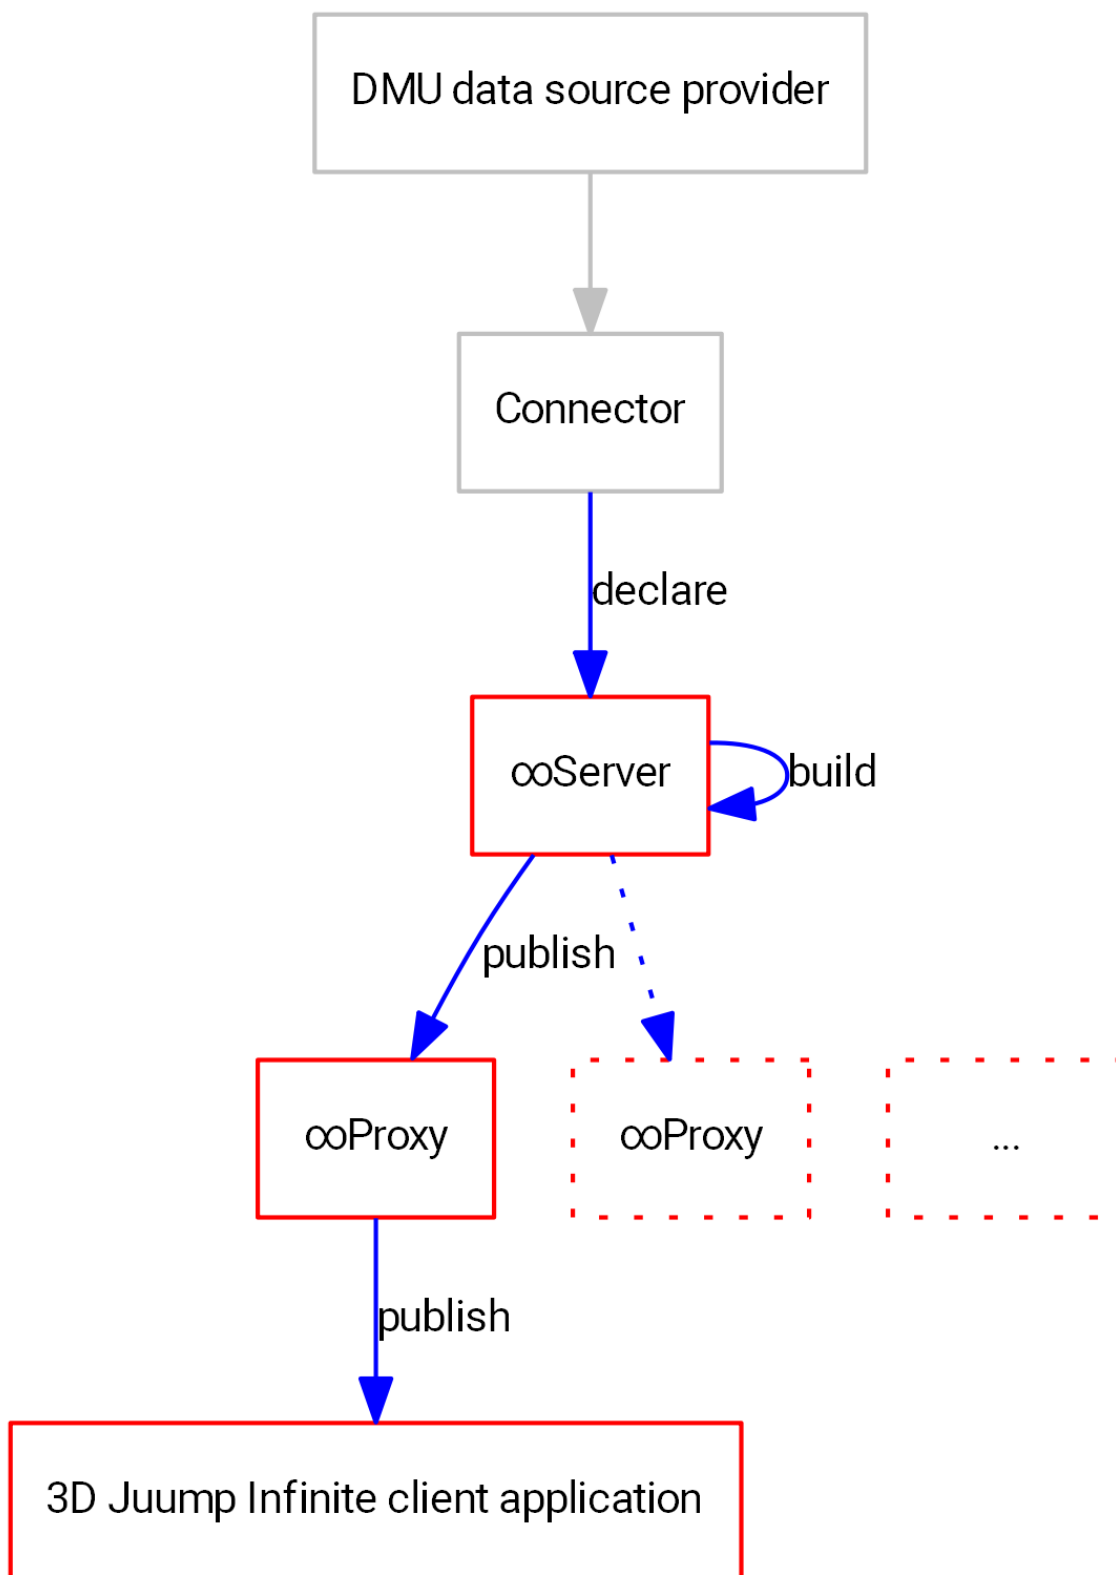 DMU data source provider
Connector
declare
∞Server
build
publish
∞Proxy
∞Proxy
...
publish
3D Juump Infinite client application